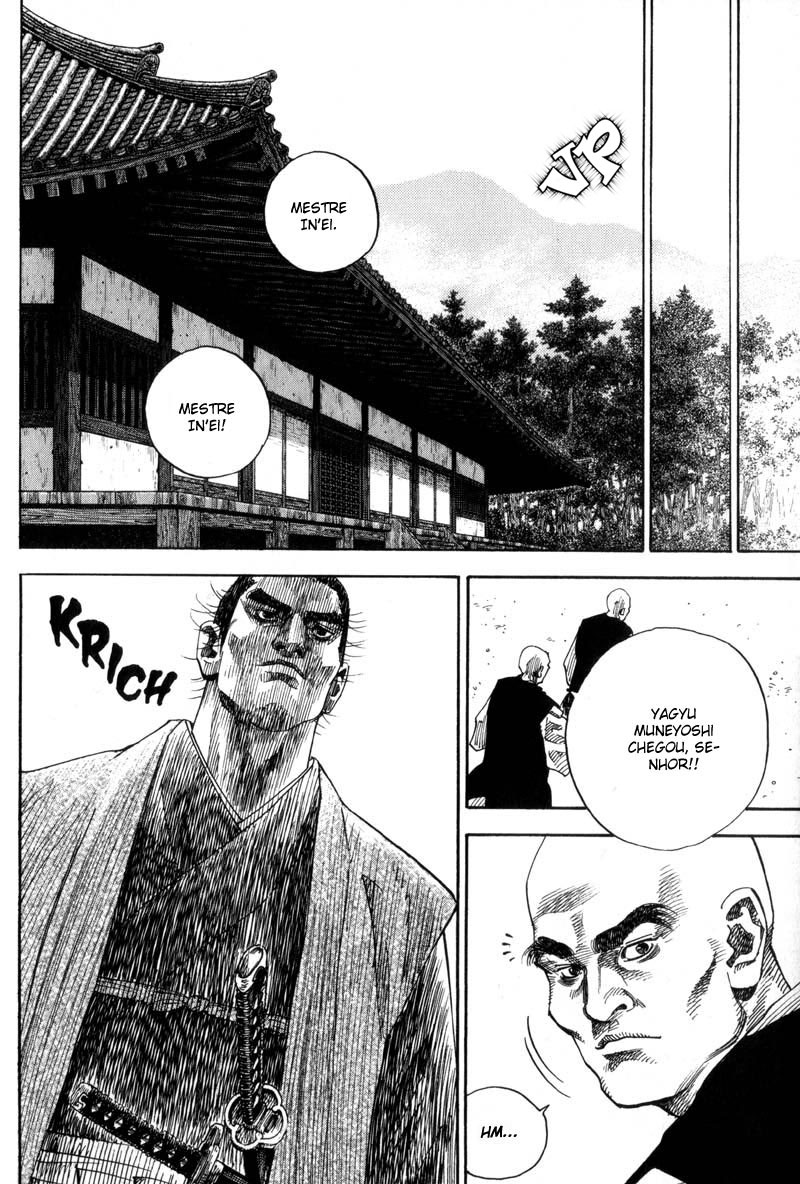 VP
MESTRE
IN'EI.
MESTRE
IN'EI!
YAGYU
MUNEYOSHI
CHEGOU, SE-
NHOR!!
KRICH
HM...